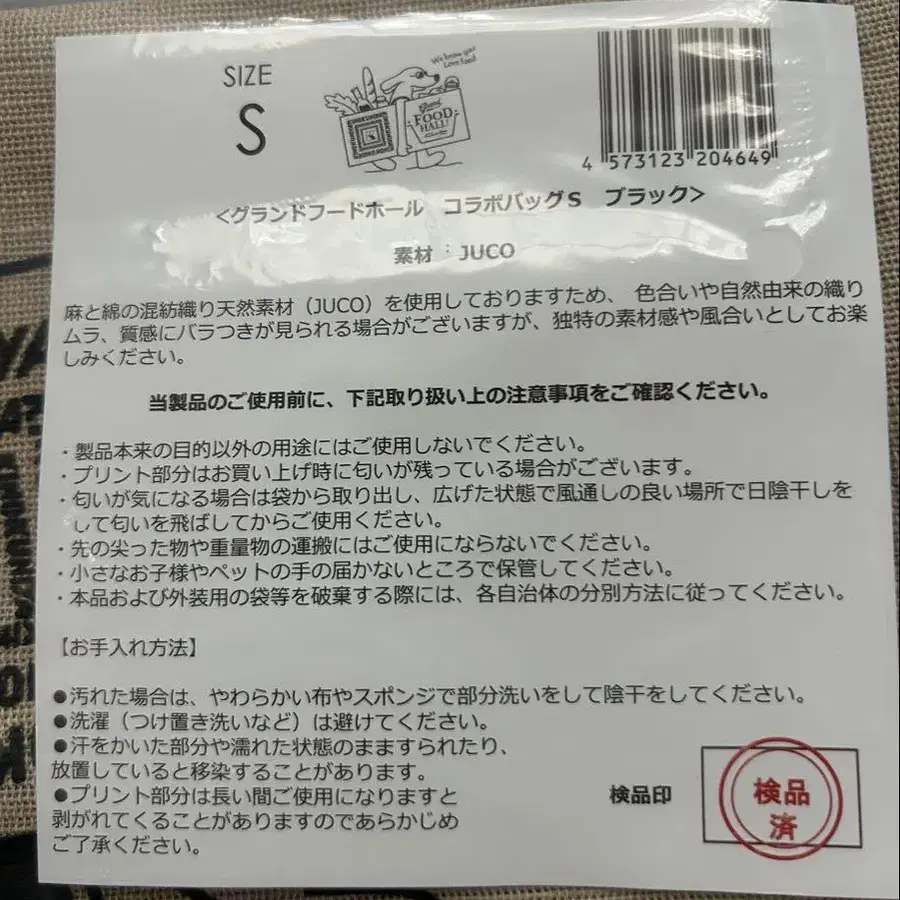 SIZE
S
We know you
Love food
Grand
FOOD
HALL
4 573123 204649
<グランドフードホール コラボバッグS ブラック>
素材:JUCO
麻と綿の混紡織り天然素材(JUCO)を使用しておりますため、 色合いや自然由来の織り
ムラ、質感にバラつきが見られる場合がございますが、独特の素材感や風合いとしてお楽
しみください。
当製品のご使用前に、下記取り扱い上の注意事項をご確認ください。
・製品本来の目的以外の用途にはご使用しないでください。
・プリント部分はお買い上げ時に匂いが残っている場合がございます。
・匂いが気になる場合は袋から取り出し、広げた状態で風通しの良い場所で日陰干しを
して匂いを飛ばしてからご使用ください。
・先の尖った物や重量物の運搬にはご使用にならないでください。
・小さなお子様やペットの手の届かないところで保管してください。
・本品および外装用の袋等を破棄する際には、各自治体の分別方法に従ってください。
【お手入れ方法】
●汚れた場合は、やわらかい布やスポンジで部分洗いをして陰干をしてください。
●洗濯(つけ置き洗いなど)は避けてください。
●汗をかいた部分や濡れた状態のまますられたり、
放置していると移染することがあります。
●プリント部分は長い間ご使用になりますと
剥がれてくることがありますのであらかじめ
ご了承ください。
検品印
検品
済